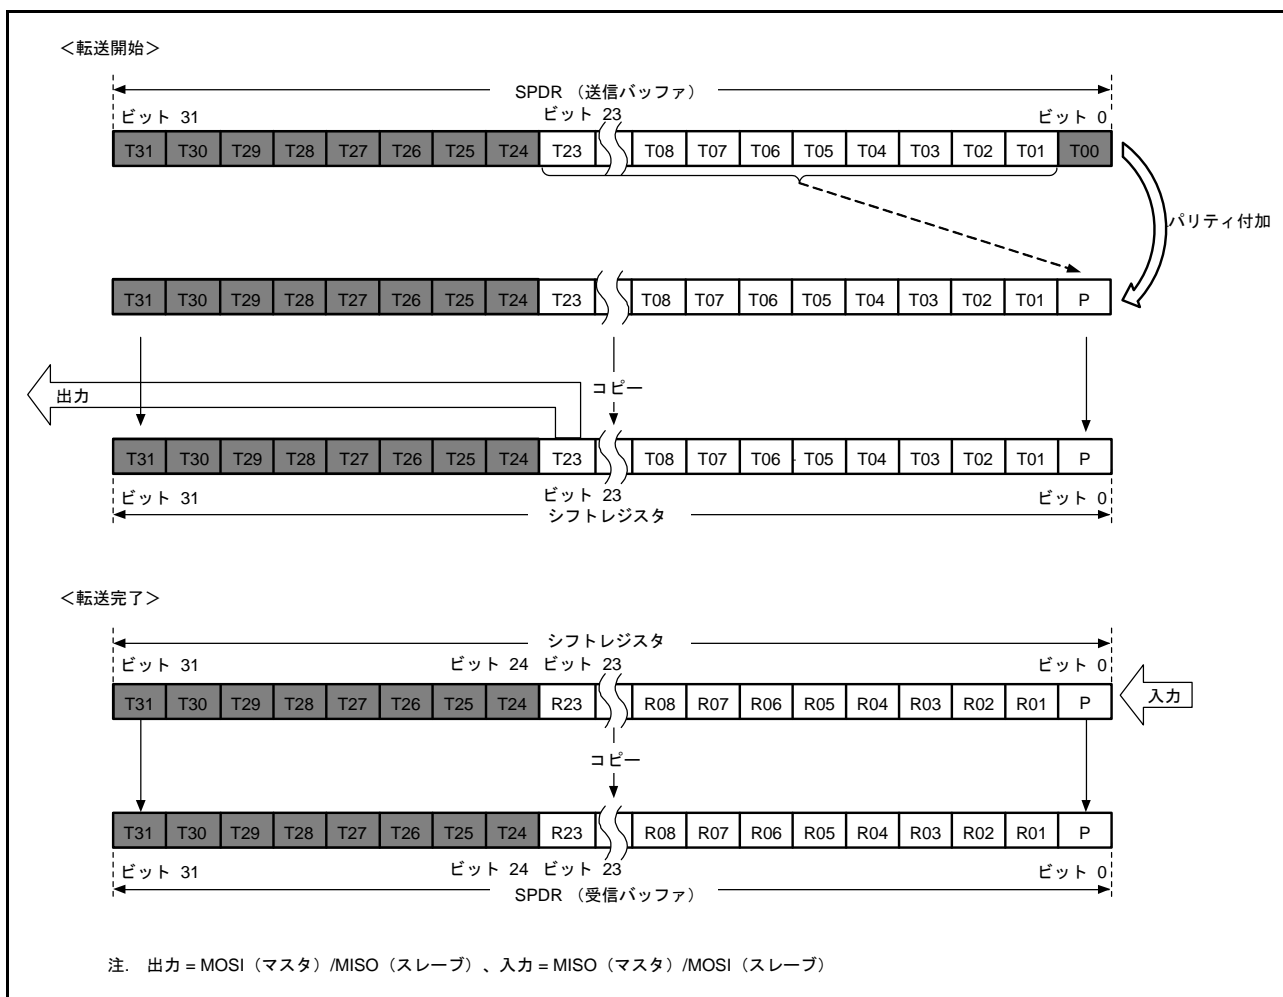 ＜転送開始＞
SPDR （送信バッファ）
ビット 31 ビット 23 ビット 0
T31 T30 T29 T28 T27 T26 T25 T24 T23 T08 T07 T06 T05 T04 T03 T02 T01 T00
パリティ付加
T31 T30 T29 T28 T27 T26 T25 T24 T23 T08 T07 T06 T05 T04 T03 T02 T01 P
出力 コピー
T31 T30 T29 T28 T27 T26 T25 T24 T23 T08 T07 T06 T05 T04 T03 T02 T01 P
ビット 31 ビット 23 ビット 0
シフトレジスタ
＜転送完了＞
シフトレジスタ
ビット 31 ビット 24 ビット 23 ビット 0
T31 T30 T29 T28 T27 T26 T25 T24 R23 R08 R07 R06 R05 R04 R03 R02 R01 P
入力
コピー
T31 T30 T29 T28 T27 T26 T25 T24 R23 R08 R07 R06 R05 R04 R03 R02 R01 P
ビット 31 ビット 24 ビット 23 ビット 0
SPDR （受信バッファ）
注. 出力 = MOSI（マスタ）/MISO（スレーブ）、入力 = MISO（マスタ）/MOSI（スレーブ）